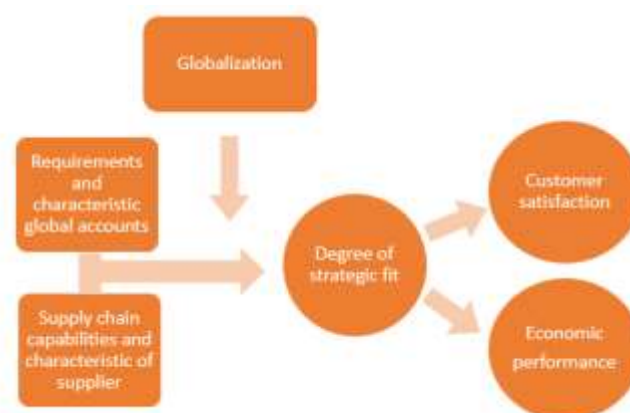 Globalization
Requirements
and
characteristic
global accounts
Supply chain
capabilities and
characteristic of
supplier
Degree of
strategic fit
Customer
satisfaction
Economic
performance